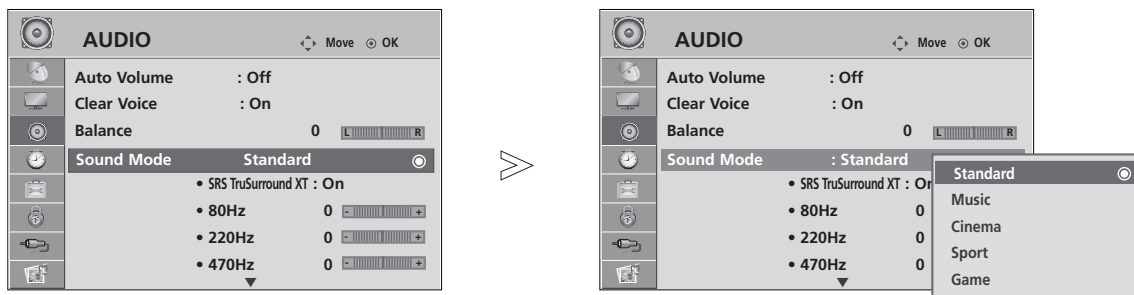 AUDIO Move OK
Auto Volume : Off
Clear Voice : On
Balance 0 L R
Sound Mode Standard
• SRS TruSurround XT : On
• 80Hz 0 - +
• 220Hz 0 - +
• 470Hz 0 - +
AUDIO Move OK
Auto Volume : Off
Clear Voice : On
Balance 0 L R
Sound Mode : Standard
• SRS TruSurround XT : On
• 80Hz 0
• 220Hz 0
• 470Hz 0
Standard
Music
Cinema
Sport
Game